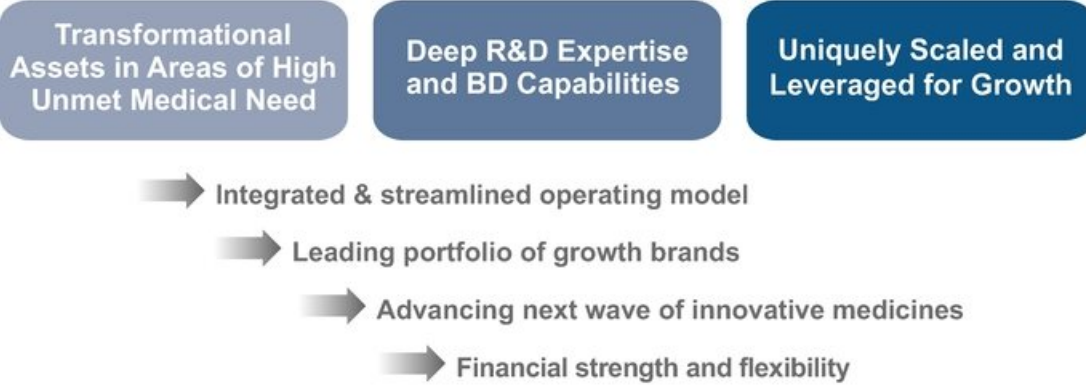 Transformational
Assets in Areas of High
Unmet Medical Need
Deep R&D Expertise
and BD Capabilities
Uniquely Scaled and
Leveraged for Growth
Integrated & streamlined operating model
Leading portfolio of growth brands
Advancing next wave of innovative medicines
Financial strength and flexibility